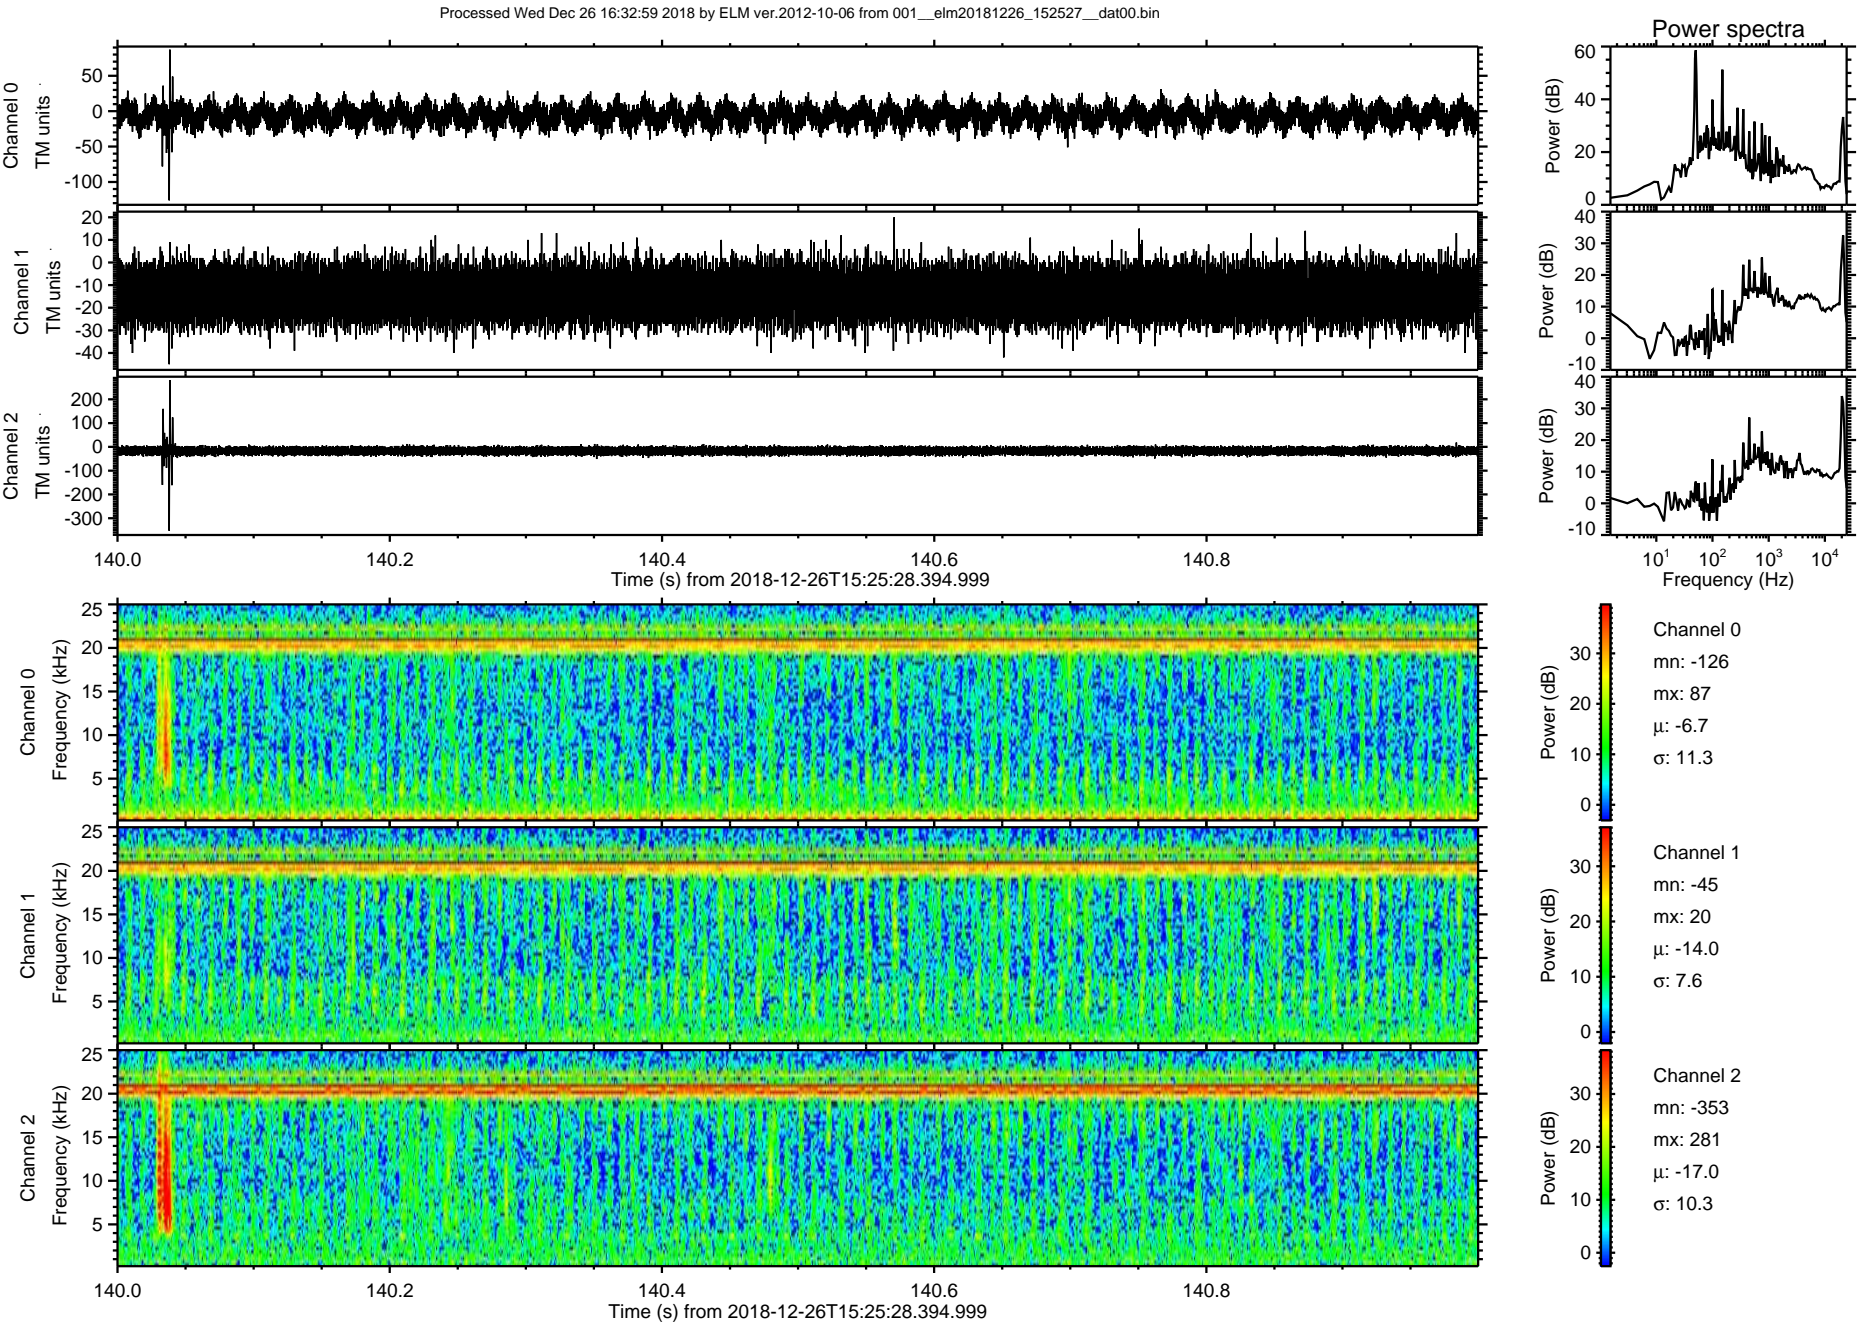 Processed Wed Dec 26 16:32:59 2018 by ELM ver.2012-10-06 from 001__elm20181226_152527__dat00.bin
Power spectra
Channel 0
TM units
50
0
-50
-100
Power (dB)
60
40
20
0
Channel 1
TM units
20
10
0
-10
-20
-30
-40
Power (dB)
40
30
20
10
0
-10
Channel 2
TM units
200
100
0
-100
-200
-300
Power (dB)
40
30
20
10
0
-10
140.0 140.2 140.4 140.6 140.8
Time (s) from 2018-12-26T15:25:28.394.999
10¹ 10² 10³ 10⁴
Frequency (Hz)
Channel 0
Frequency (kHz)
25
20
15
10
5
Power (dB)
30
20
10
0
Channel 0
mn: -126
mx: 87
μ: -6.7
σ: 11.3
Channel 1
Frequency (kHz)
25
20
15
10
5
Power (dB)
30
20
10
0
Channel 1
mn: -45
mx: 20
μ: -14.0
σ: 7.6
Channel 2
Frequency (kHz)
25
20
15
10
5
Power (dB)
30
20
10
0
Channel 2
mn: -353
mx: 281
μ: -17.0
σ: 10.3
140.0 140.2 140.4 140.6 140.8
Time (s) from 2018-12-26T15:25:28.394.999